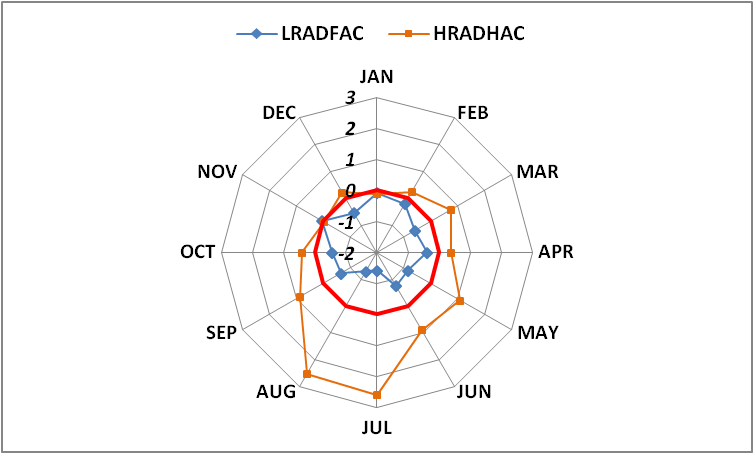 LRADFAC HRADHAC
JAN
3
DEC FEB
2
NOV 1 MAR
0
-1
OCT -2 APR
SEP MAY
AUG JUN
JUL